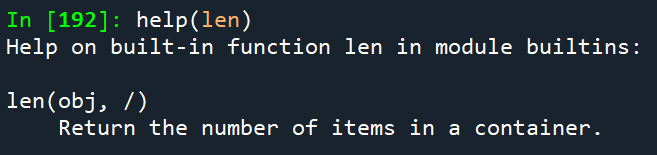 In [192]: help(len)
Help on built-in function len in module builtins:
len(obj, /)
Return the number of items in a container.